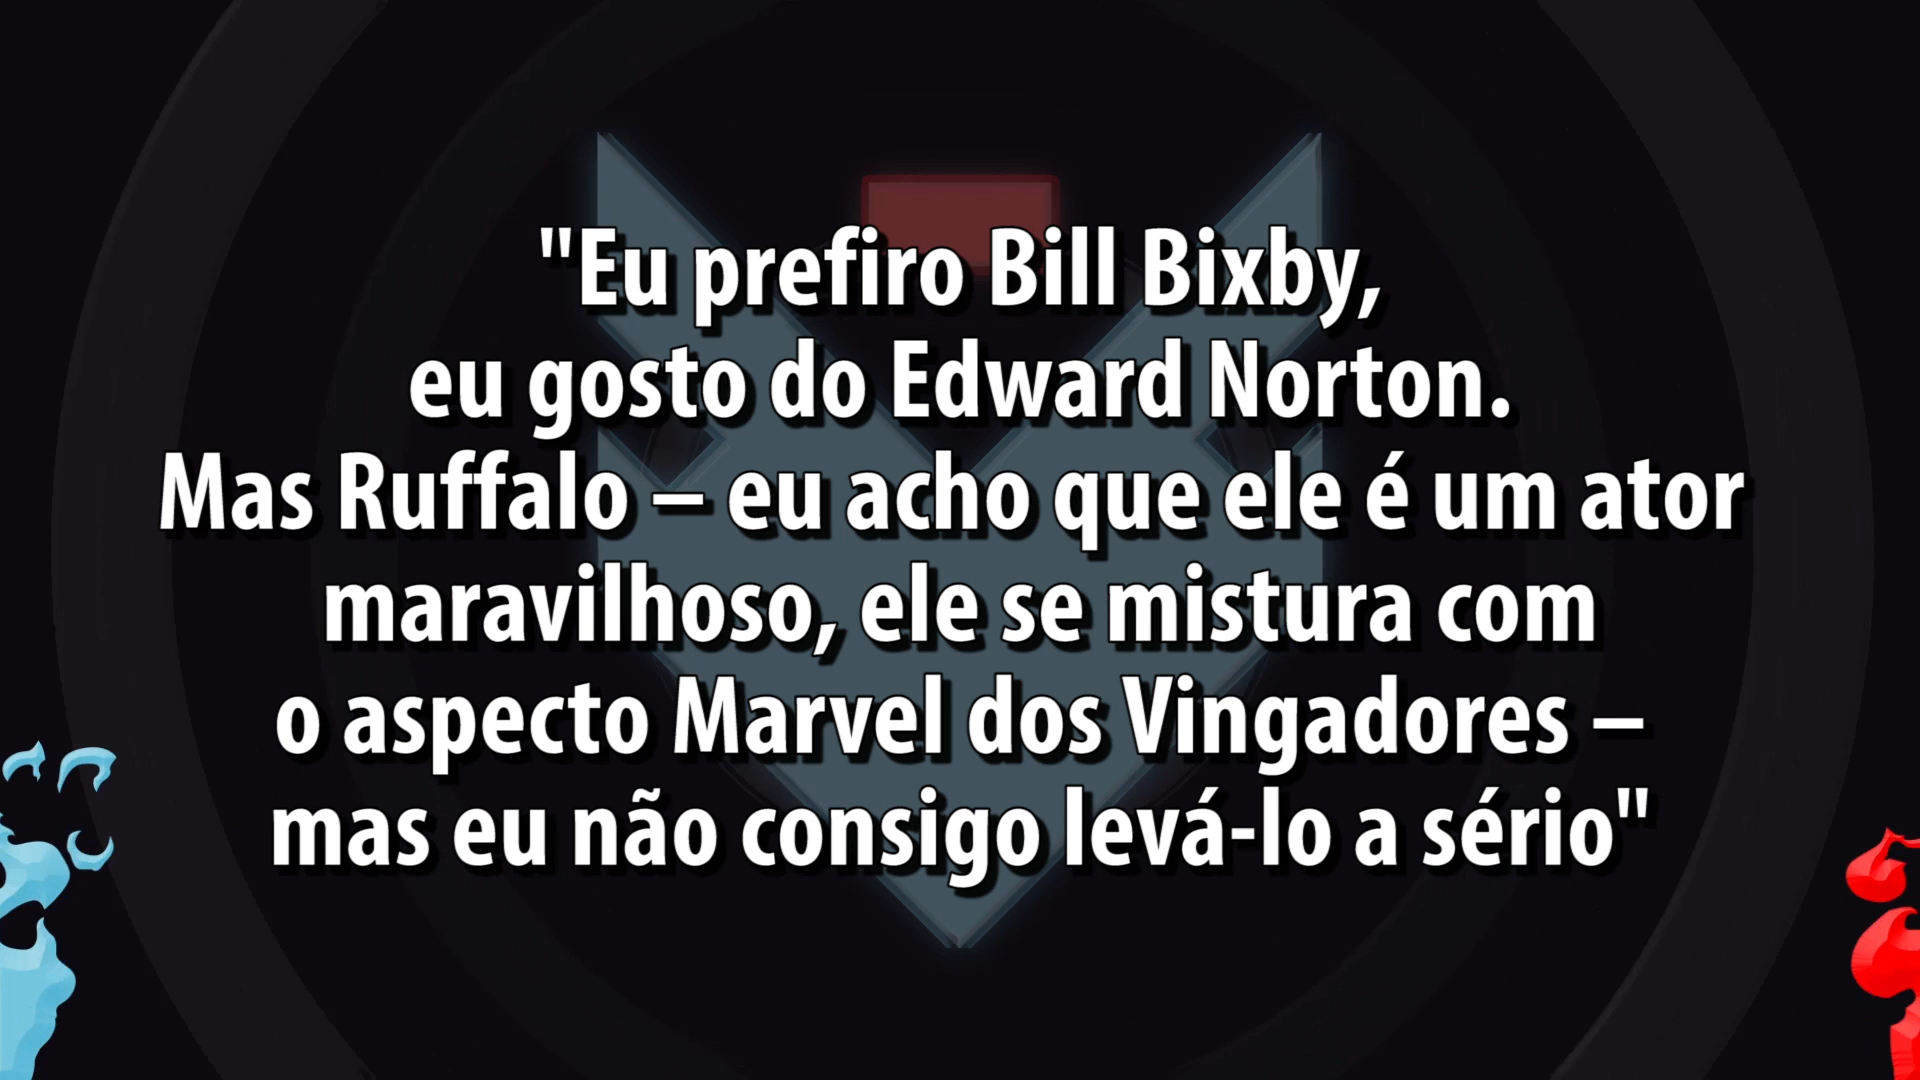 "Eu prefiro Bill Bixby,
eu gosto do Edward Norton.
Mas Ruffalo – eu acho que ele é um ator
maravilhoso, ele se mistura com
o aspecto Marvel dos Vingadores –
mas eu não consigo levá-lo a sério"